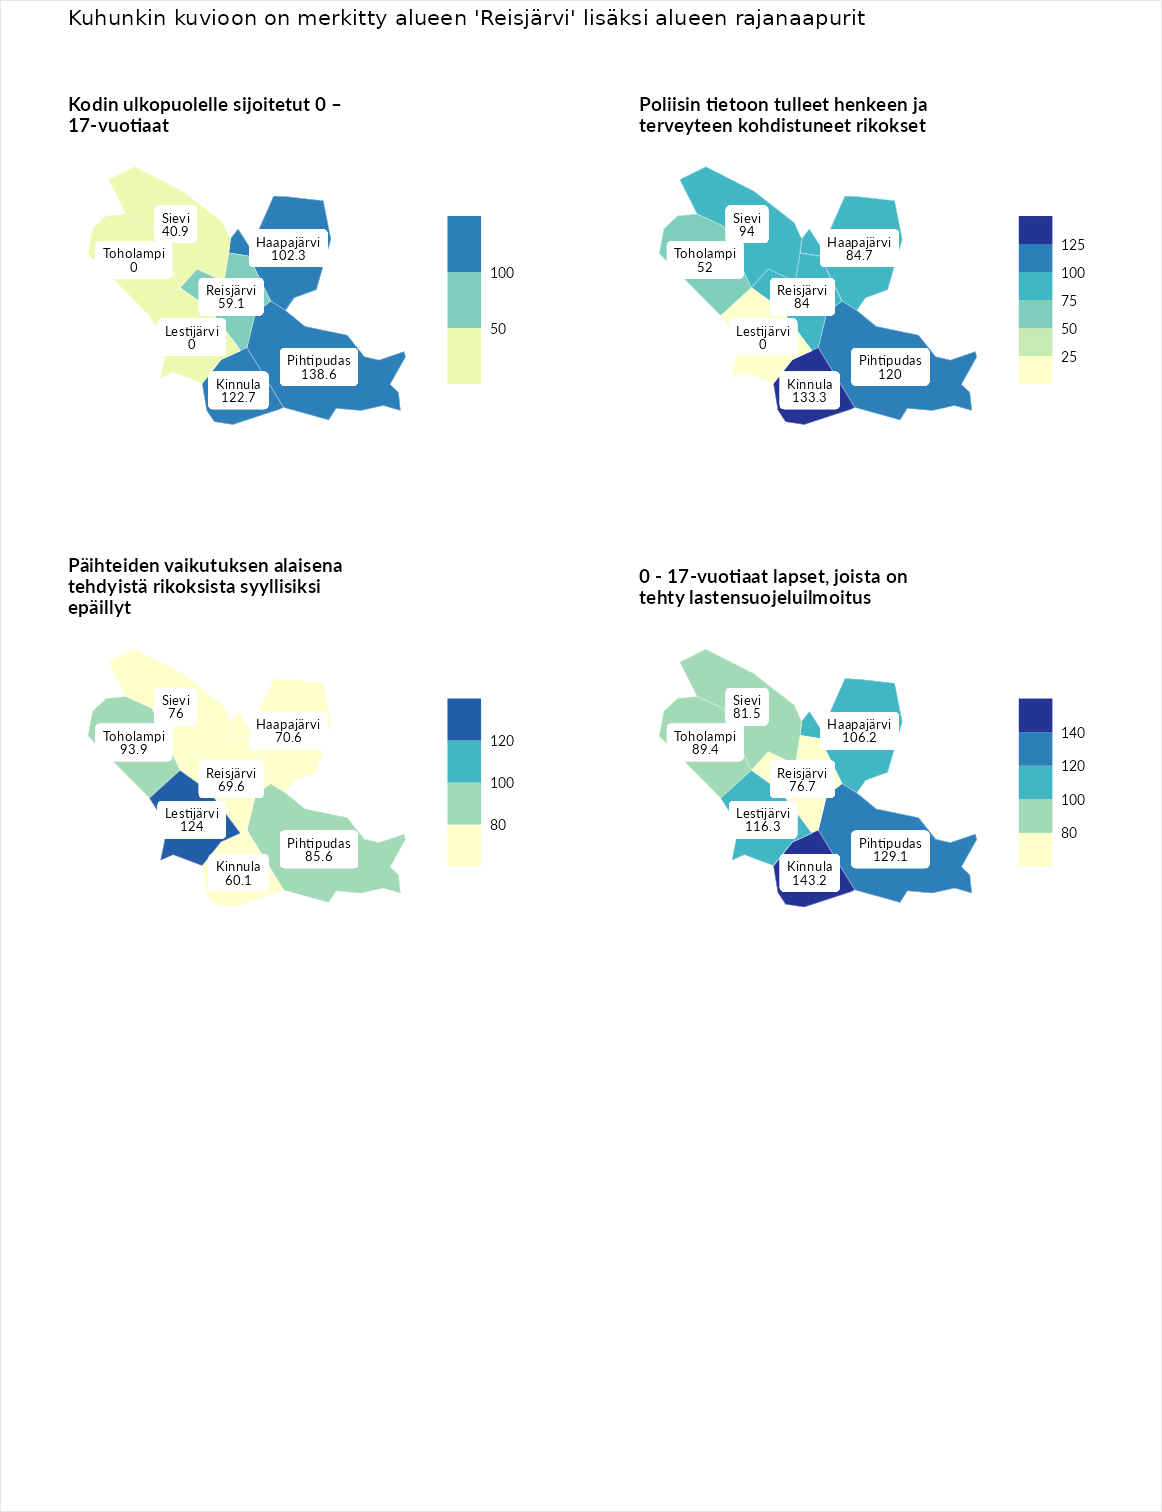 Kuhunkin kuvioon on merkitty alueen 'Reisjärvi' lisäksi alueen rajanaapurit
Kodin ulkopuolelle sijoitetut 0 –
17-vuotiaat
Sievi
40.9
Haapajärvi
102.3
Toholampi
0
Reisjärvi
59.1
Lestijärvi
0
Pihtipudas
138.6
Kinnula
122.7
100
50
Poliisin tietoon tulleet henkeen ja
terveyteen kohdistuneet rikokset
Sievi
94
Haapajärvi
84.7
Toholampi
52
Reisjärvi
84
Lestijärvi
0
Pihtipudas
120
Kinnula
133.3
125
100
75
50
25
Päihteiden vaikutuksen alaisena
tehdyistä rikoksista syyllisiksi
epäillyt
Sievi
76
Haapajärvi
70.6
Toholampi
93.9
Reisjärvi
69.6
Lestijärvi
124
Pihtipudas
85.6
Kinnula
60.1
120
100
80
0 - 17-vuotiaat lapset, joista on
tehty lastensuojeluilmoitus
Sievi
81.5
Haapajärvi
106.2
Toholampi
89.4
Reisjärvi
76.7
Lestijärvi
116.3
Pihtipudas
129.1
Kinnula
143.2
140
120
100
80